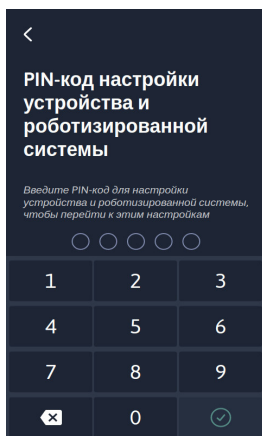 PIN-код настройки
устройства и
роботизированной
системы
Введите PIN-код для настройки
устройства и роботизированной системы,
чтобы перейти к этим настройкам
1 2 3
4 5 6
7 8 9
0